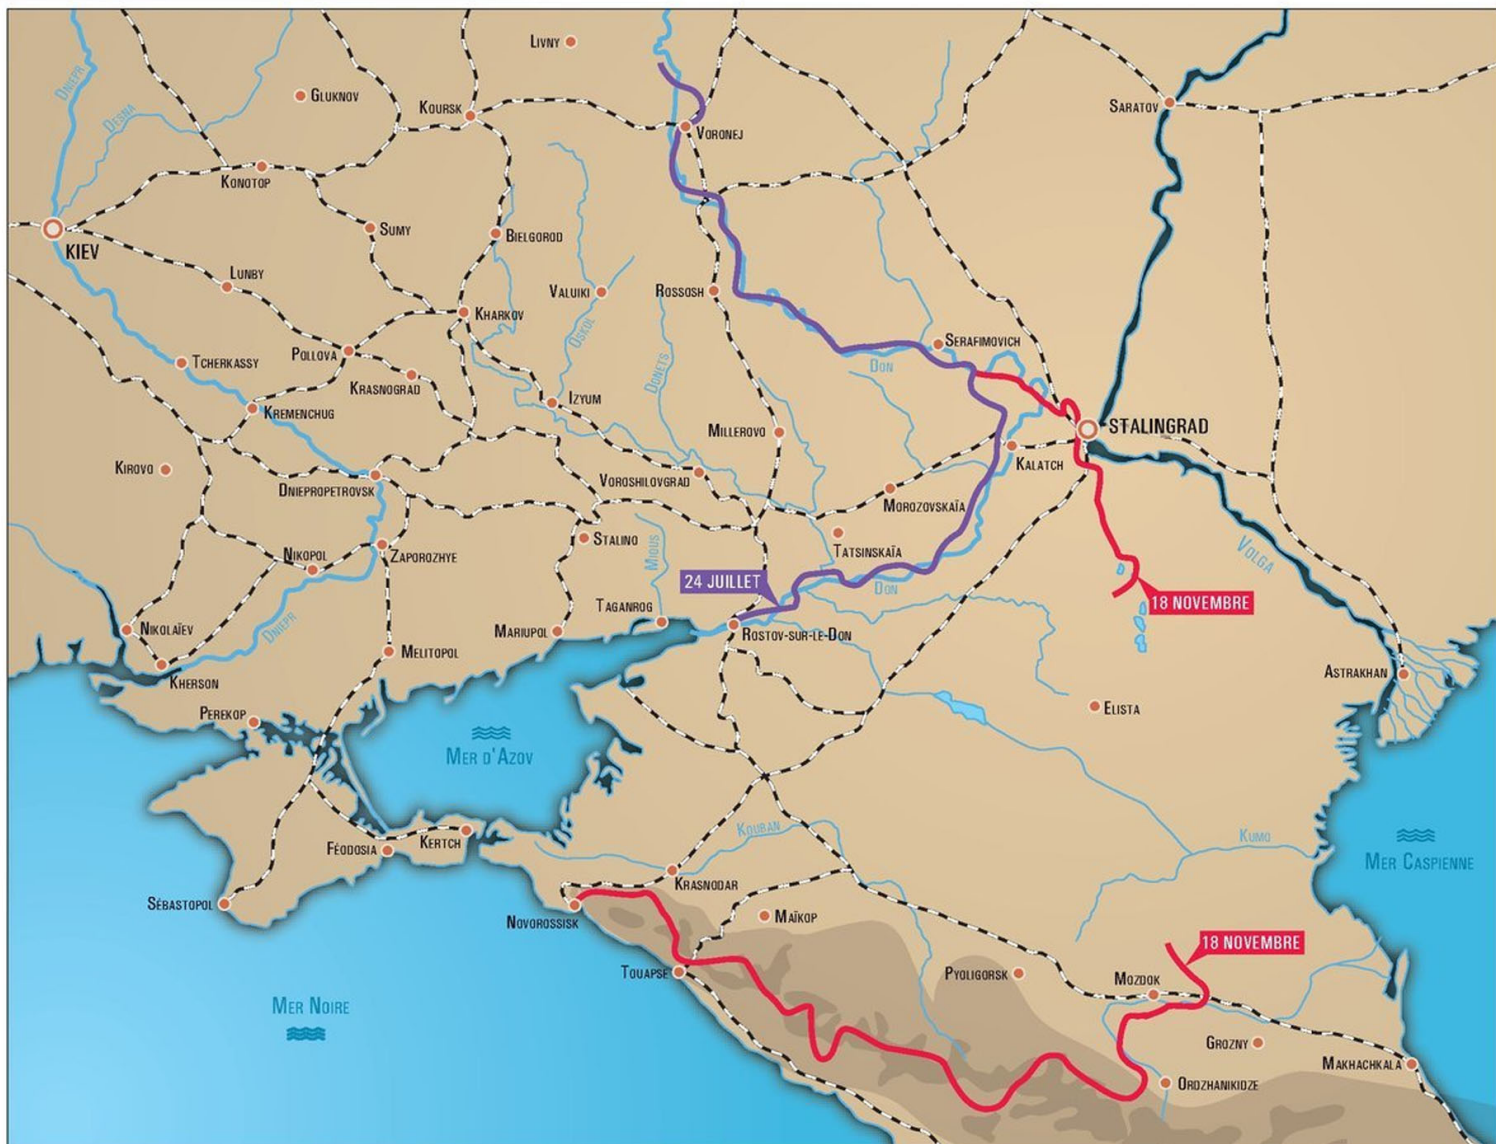 LIVNY
DNIEPR
DESNA
GLUKNOV
KOURSK
VORONEJ
SARATOV
KONOTOP
KIEV
SUMY
BIELGOROD
LUNBY
VALUIKI
ROSSOSH
KHARKOV
OSKOL
DONETS
SERAFIMOVICH
DON
TCHERKASSY
POLLOVA
KRASNOGRAD
KREMENCHUG
IZYUM
MILLEROVO
STALINGRAD
KALATCH
KIROVO
DNIEPROPETROVSK
VOROSHILOVGRAD
MOROZOVSKAÏA
STALINO
MIOUS
TATSINSKAÏA
VOLGA
NIKOPOL
ZAPOROZHYE
24 JUILLET
DON
18 NOVEMBRE
TAGANROG
NIKOLAÏEV
DNIEPR
MARIUPOL
ROSTOV-SUR-LE-DON
MELITOPOL
KHERSON
ASTRAKHAN
PEREKOP
ELISTA
MER D'AZOV
KOUBAN
KUMO
FÉODOSIA
KERTCH
MER CASPIENNE
KRASNODAR
SÉBASTOPOL
NOVOROSSISK
MAÏKOP
18 NOVEMBRE
TOUAPSE
PYOLIGORSK
MOZDOK
MER NOIRE
GROZNY
MAKHACHKALA
ORDZHANIKIDZE